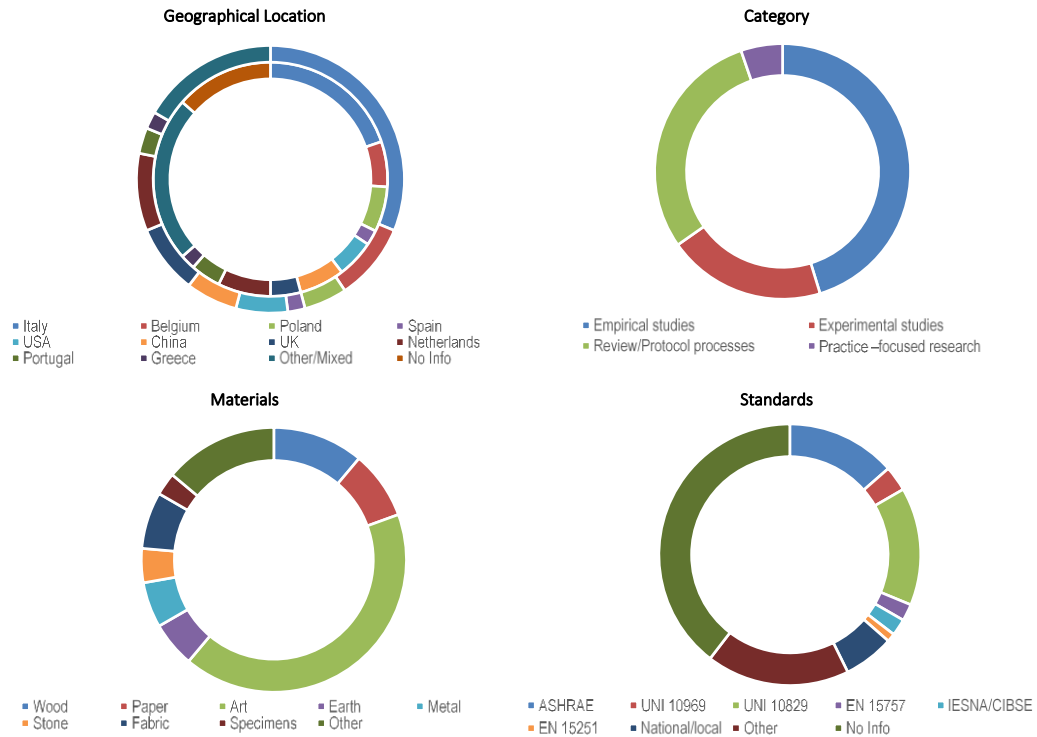 Geographical Location
Italy Belgium Poland Spain
USA China UK Netherlands
Portugal Greece Other/Mixed No Info
Category
Empirical studies Experimental studies
Review/Protocol processes Practice –focused research
Materials
Wood Paper Art Earth Metal
Stone Fabric Specimens Other
Standards
ASHRAE UNI 10969 UNI 10829 EN 15757 IESNA/CIBSE
EN 15251 National/local Other No Info